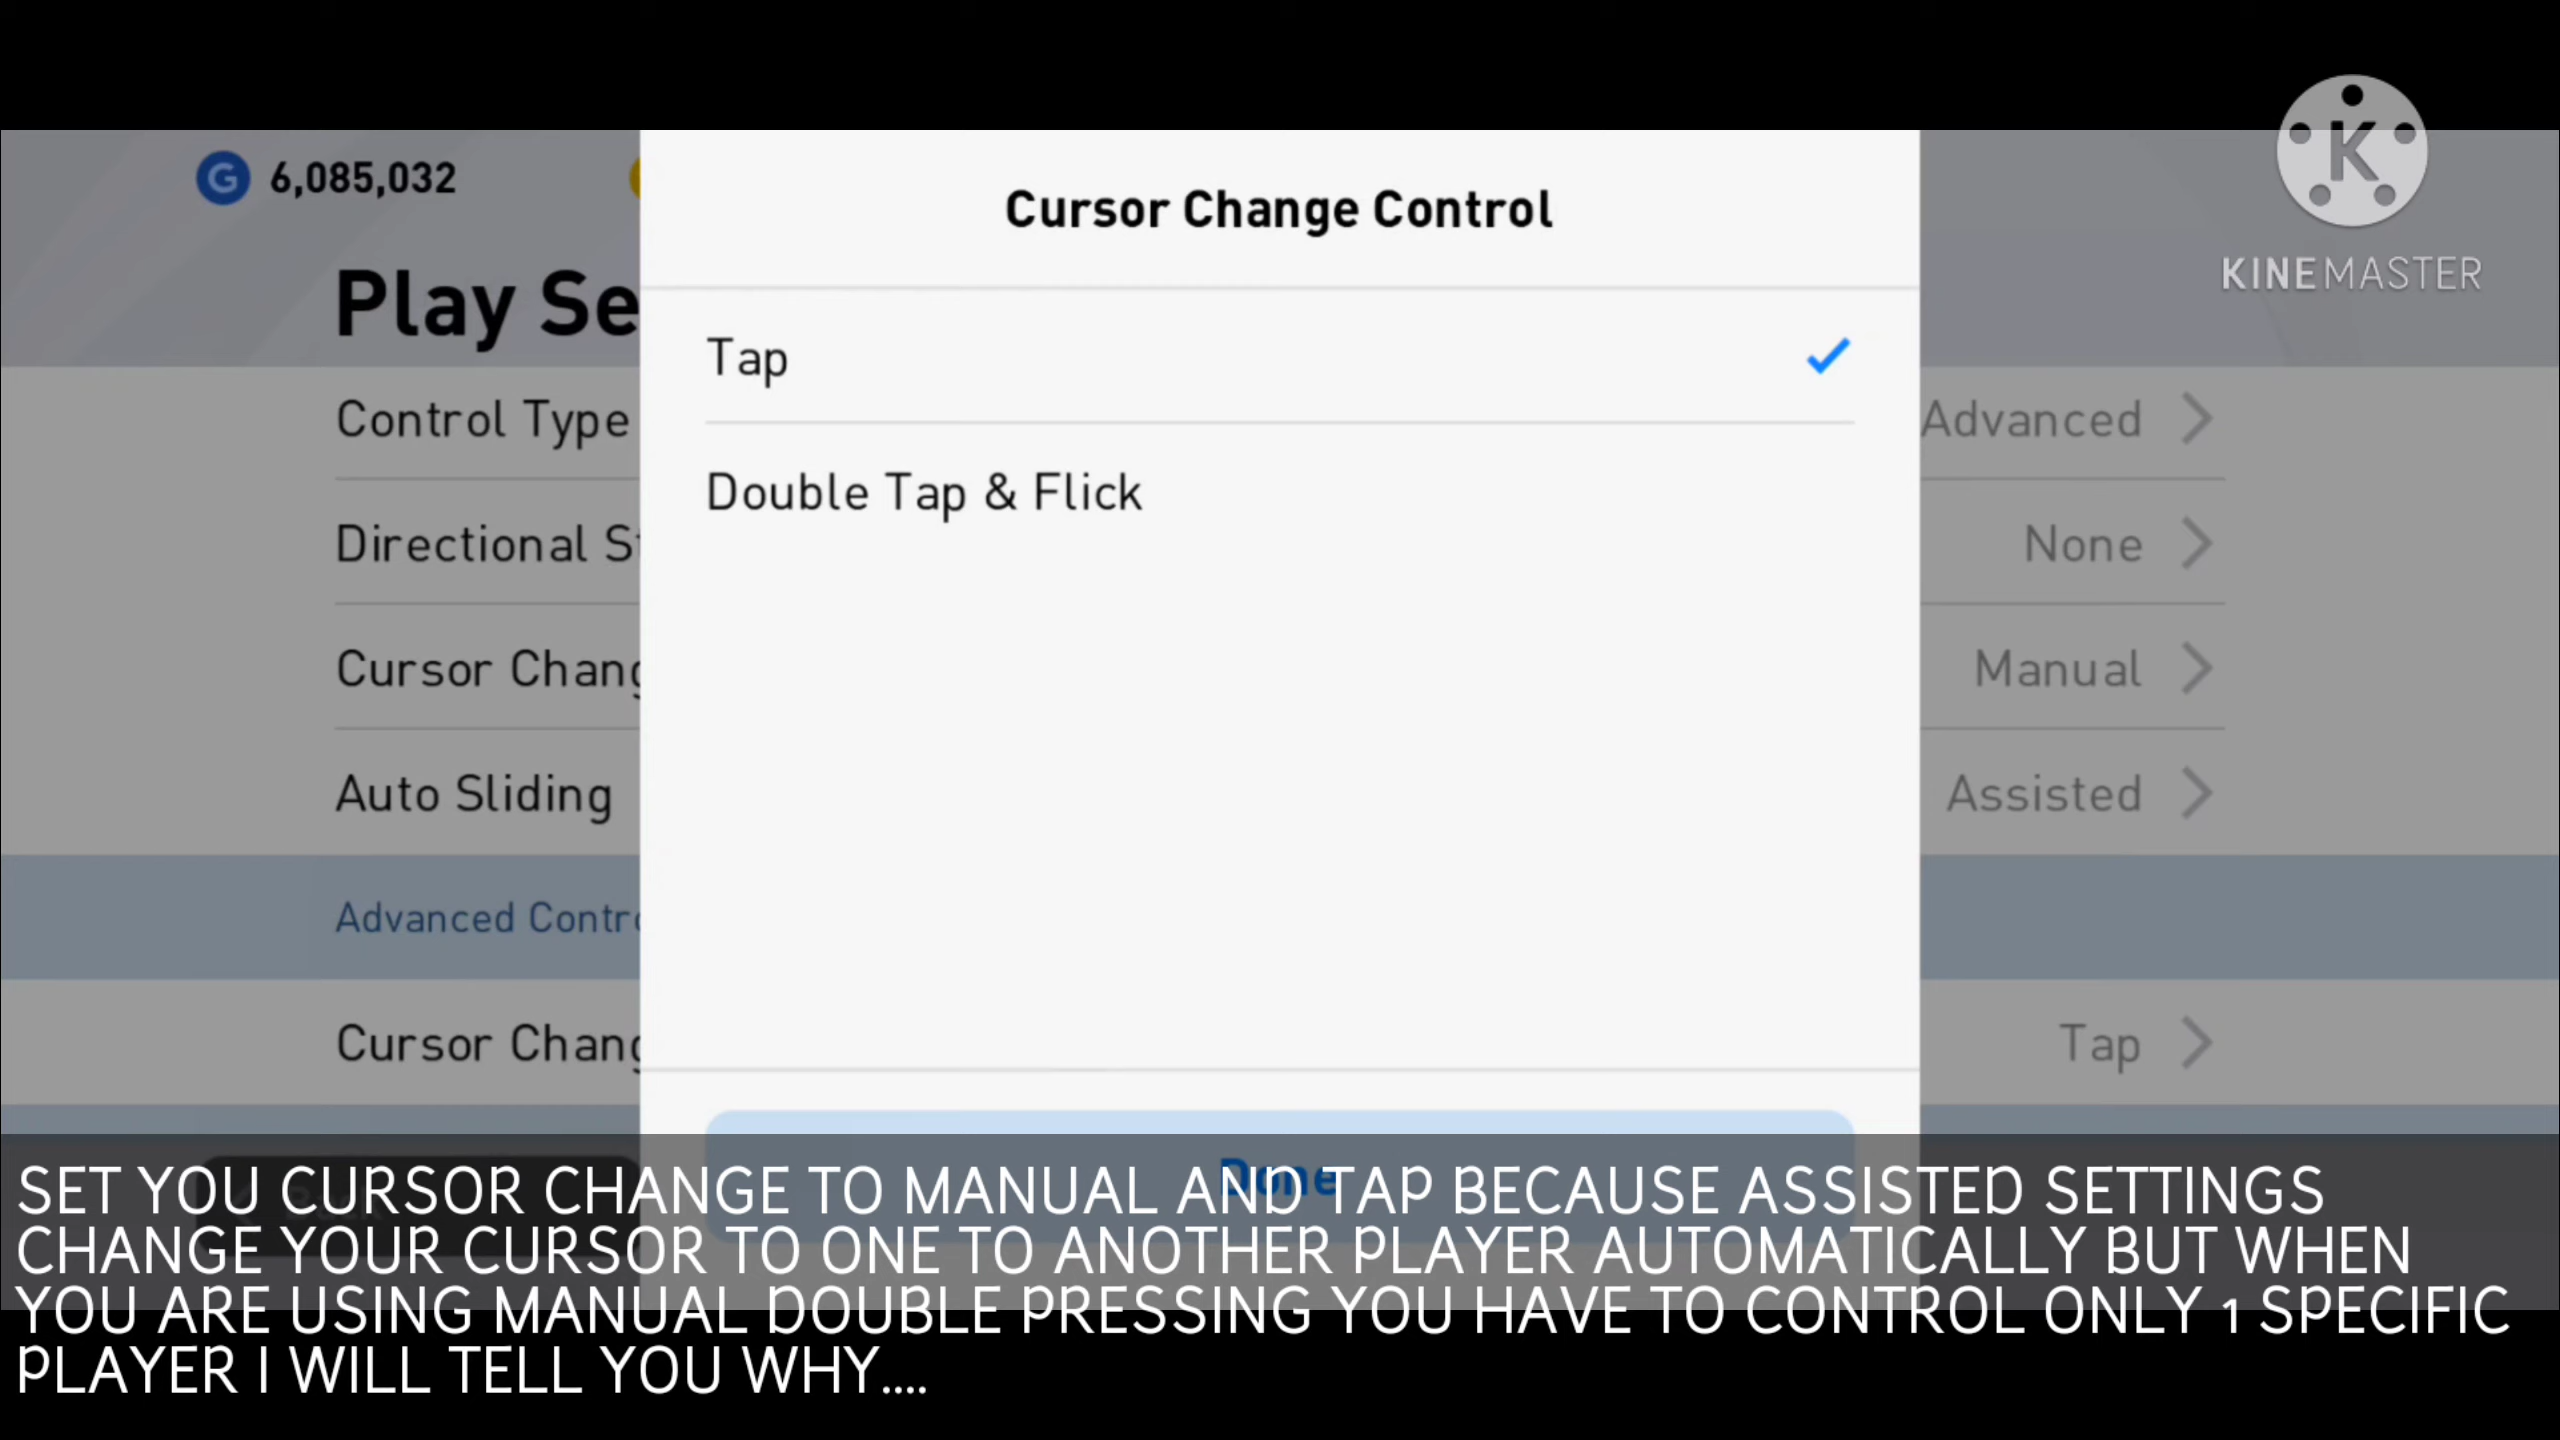 G 6,085,032
Cursor Change Control
K
KINEMASTER
Play Se
Tap
Control Type
Advanced
Double Tap & Flick
Directional
None
Cursor Chang
Manual
Auto Sliding
Assisted
Advanced Contro
Cursor Chang
Tap
Done
SET YOU CURSOR CHANGE TO MANUAL AND TAP BECAUSE ASSISTED SETTINGS
CHANGE YOUR CURSOR TO ONE TO ANOTHER PLAYER AUTOMATICALLY BUT WHEN
YOU ARE USING MANUAL DOUBLE PRESSING YOU HAVE TO CONTROL ONLY 1 SPECIFIC
PLAYER I WILL TELL YOU WHY....